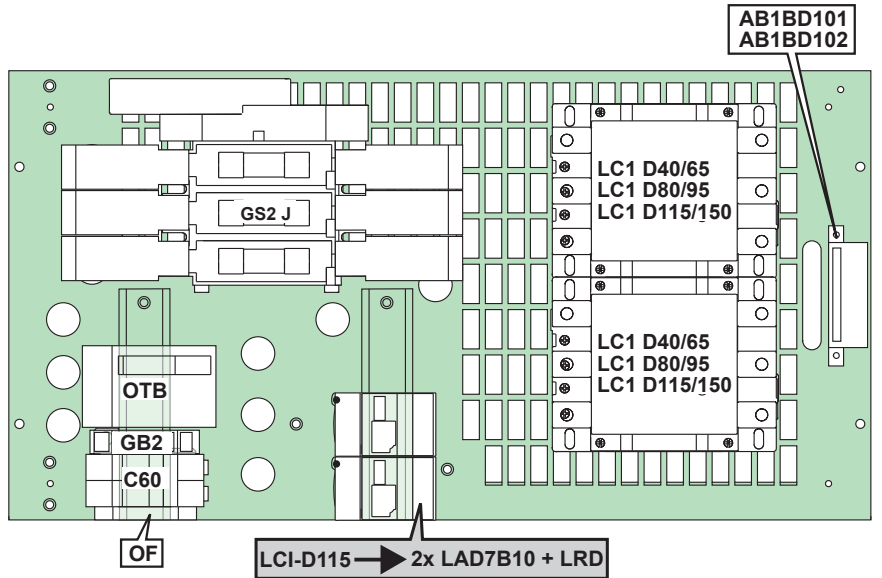 AB1BD101
AB1BD102
GS2 J
LC1 D40/65
LC1 D80/95
LC1 D115/150
LC1 D40/65
LC1 D80/95
LC1 D115/150
OTB
GB2
C60
OF
LCI-D115 → 2x LAD7B10 + LRD